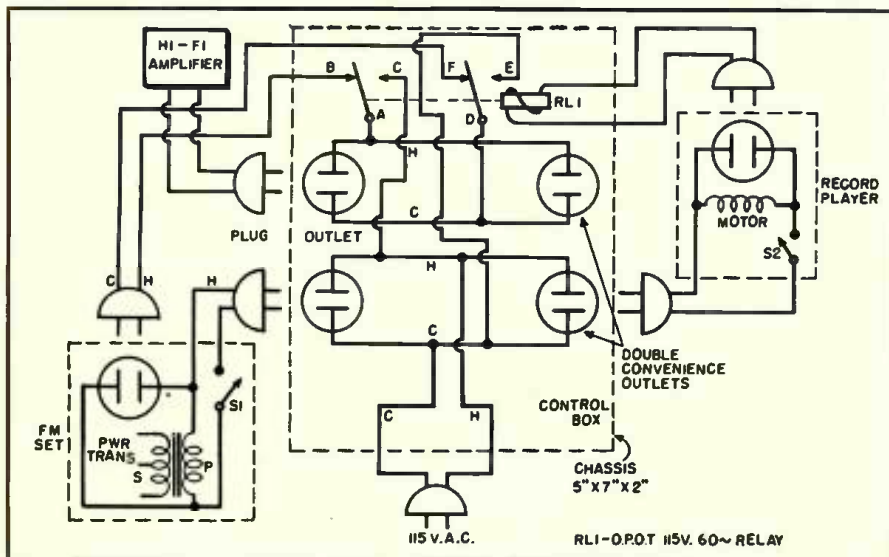 HI-FI
AMPLIFIER
B
C
F
E
RL1
A
D
H
PLUG
OUTLET
C
RECORD
PLAYER
MOTOR
S2
C
H
H
H
C
DOUBLE
CONVENIENCE
OUTLETS
FM
SET
S1
PWR
TRANS
S
P
C
H
CONTROL
BOX
CHASSIS
5"X7"X2"
115 V. A.C.
RL1-O.P.O.T 115V. 60~ RELAY